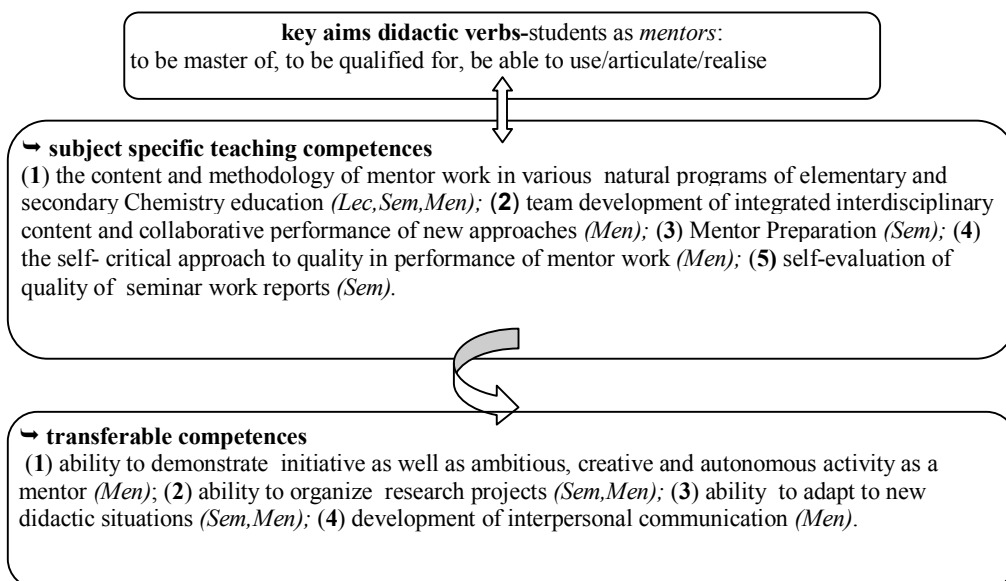 key aims didactic verbs-students as mentors:
to be master of, to be qualified for, be able to use/articulate/realise
➥ subject specific teaching competences
(1) the content and methodology of mentor work in various natural programs of elementary and
secondary Chemistry education (Lec,Sem,Men); (2) team development of integrated interdisciplinary
content and collaborative performance of new approaches (Men); (3) Mentor Preparation (Sem); (4)
the self- critical approach to quality in performance of mentor work (Men); (5) self-evaluation of
quality of seminar work reports (Sem).
➥ transferable competences
(1) ability to demonstrate initiative as well as ambitious, creative and autonomous activity as a
mentor (Men); (2) ability to organize research projects (Sem,Men); (3) ability to adapt to new
didactic situations (Sem,Men); (4) development of interpersonal communication (Men).